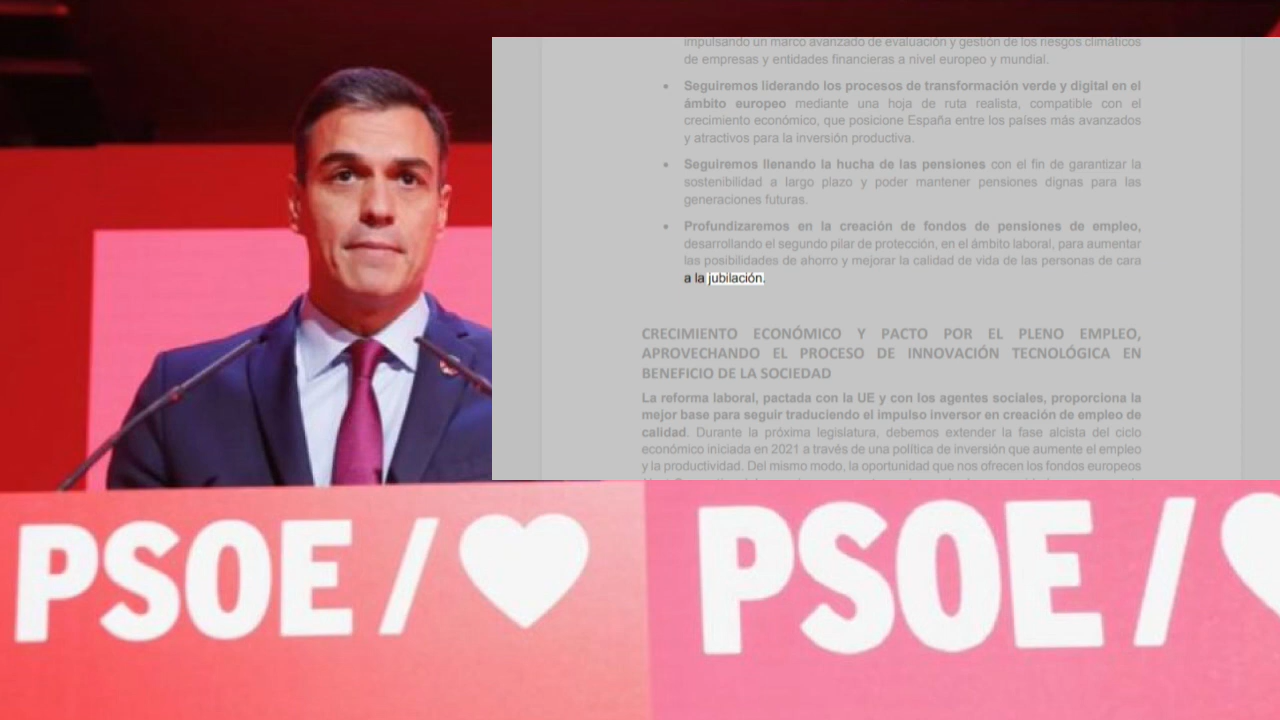 impulsando un marco avanzado de evaluación y gestión de los riesgos climáticos
de empresas y entidades financieras a nivel europeo y mundial.
• Seguiremos liderando los procesos de transformación verde y digital en el
ámbito europeo mediante una hoja de ruta realista, compatible con el
crecimiento económico, que posicione España entre los países más avanzados
y atractivos para la inversión productiva.
• Seguiremos llenando la hucha de las pensiones con el fin de garantizar la
sostenibilidad a largo plazo y poder mantener pensiones dignas para las
generaciones futuras.
• Profundizaremos en la creación de fondos de pensiones de empleo,
desarrollando el segundo pilar de protección, en el ámbito laboral, para aumentar
las posibilidades de ahorro y mejorar la calidad de vida de las personas de cara
a la jubilación.
CRECIMIENTO ECONÓMICO Y PACTO POR EL PLENO EMPLEO,
APROVECHANDO EL PROCESO DE INNOVACIÓN TECNOLÓGICA EN
BENEFICIO DE LA SOCIEDAD
La reforma laboral, pactada con la UE y con los agentes sociales, proporciona la
mejor base para seguir traduciendo el impulso inversor en creación de empleo de
calidad. Durante la próxima legislatura, debemos extender la fase alcista del ciclo
económico iniciada en 2021 a través de una política de inversión que aumente el empleo
y la productividad. Del mismo modo, la oportunidad que nos ofrecen los fondos europeos
PSOE /
PSOE /